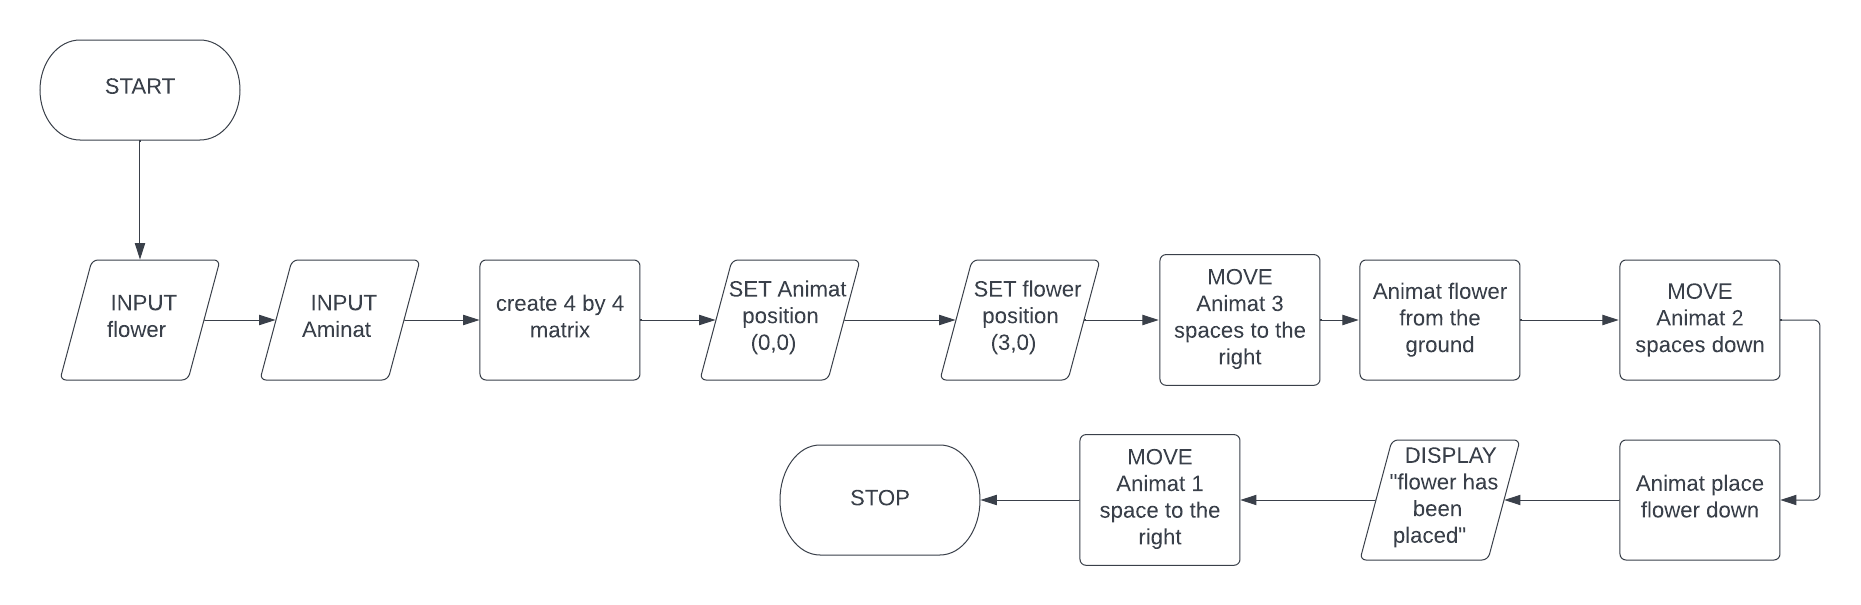 START
INPUT
flower
INPUT
Aminat
create 4 by 4
matrix
SET Animat
position
(0,0)
SET flower
position
(3,0)
MOVE
Animat 3
spaces to the
right
Animat flower
from the
ground
MOVE
Animat 2
spaces down
Animat place
flower down
DISPLAY
"flower has
been
placed"
MOVE
Animat 1
space to the
right
STOP